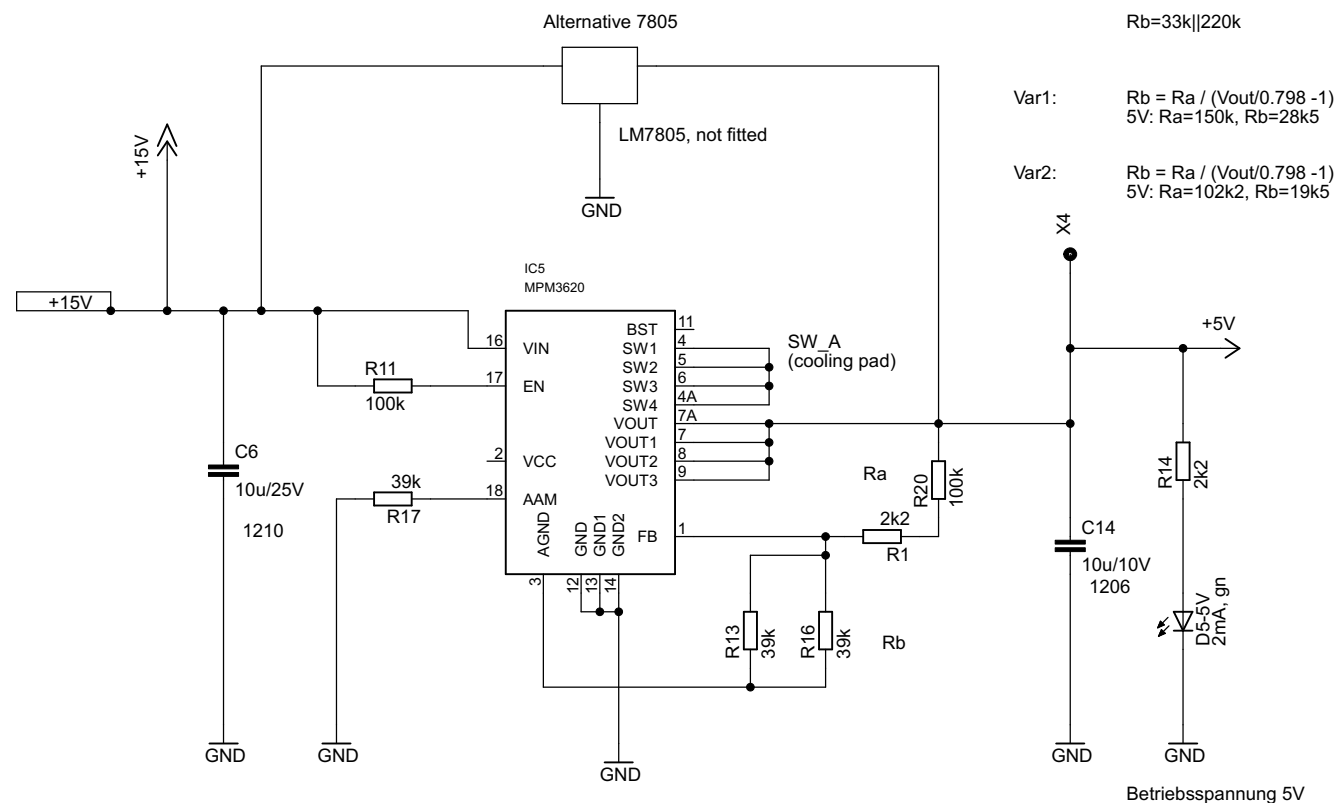 Alternative 7805
Rb=33k||220k
Var1:
Rb = Ra / (Vout/0.798 -1)
5V: Ra=150k, Rb=28k5
LM7805, not fitted
+15V
Var2:
Rb = Ra / (Vout/0.798 -1)
5V: Ra=102k2, Rb=19k5
GND
X4
IC5
MPM3620
+15V
+5V
BST
11
SW_A
(cooling pad)
16
VIN
SW1
4
SW2
5
R11
100k
17
EN
SW3
6
SW4
4A
VOUT
7A
VOUT1
7
C6
10u/25V
1210
2
VCC
VOUT2
8
VOUT3
9
Ra
R20
100k
R14
2k2
39k
R17
18
AAM
AGND
GND
GND1
GND2
FB
1
2k2
R1
C14
10u/10V
1206
3
12
13
14
R13
39k
R16
39k
Rb
D5-5V
2mA, gn
GND
GND
GND
GND
GND
Betriebsspannung 5V